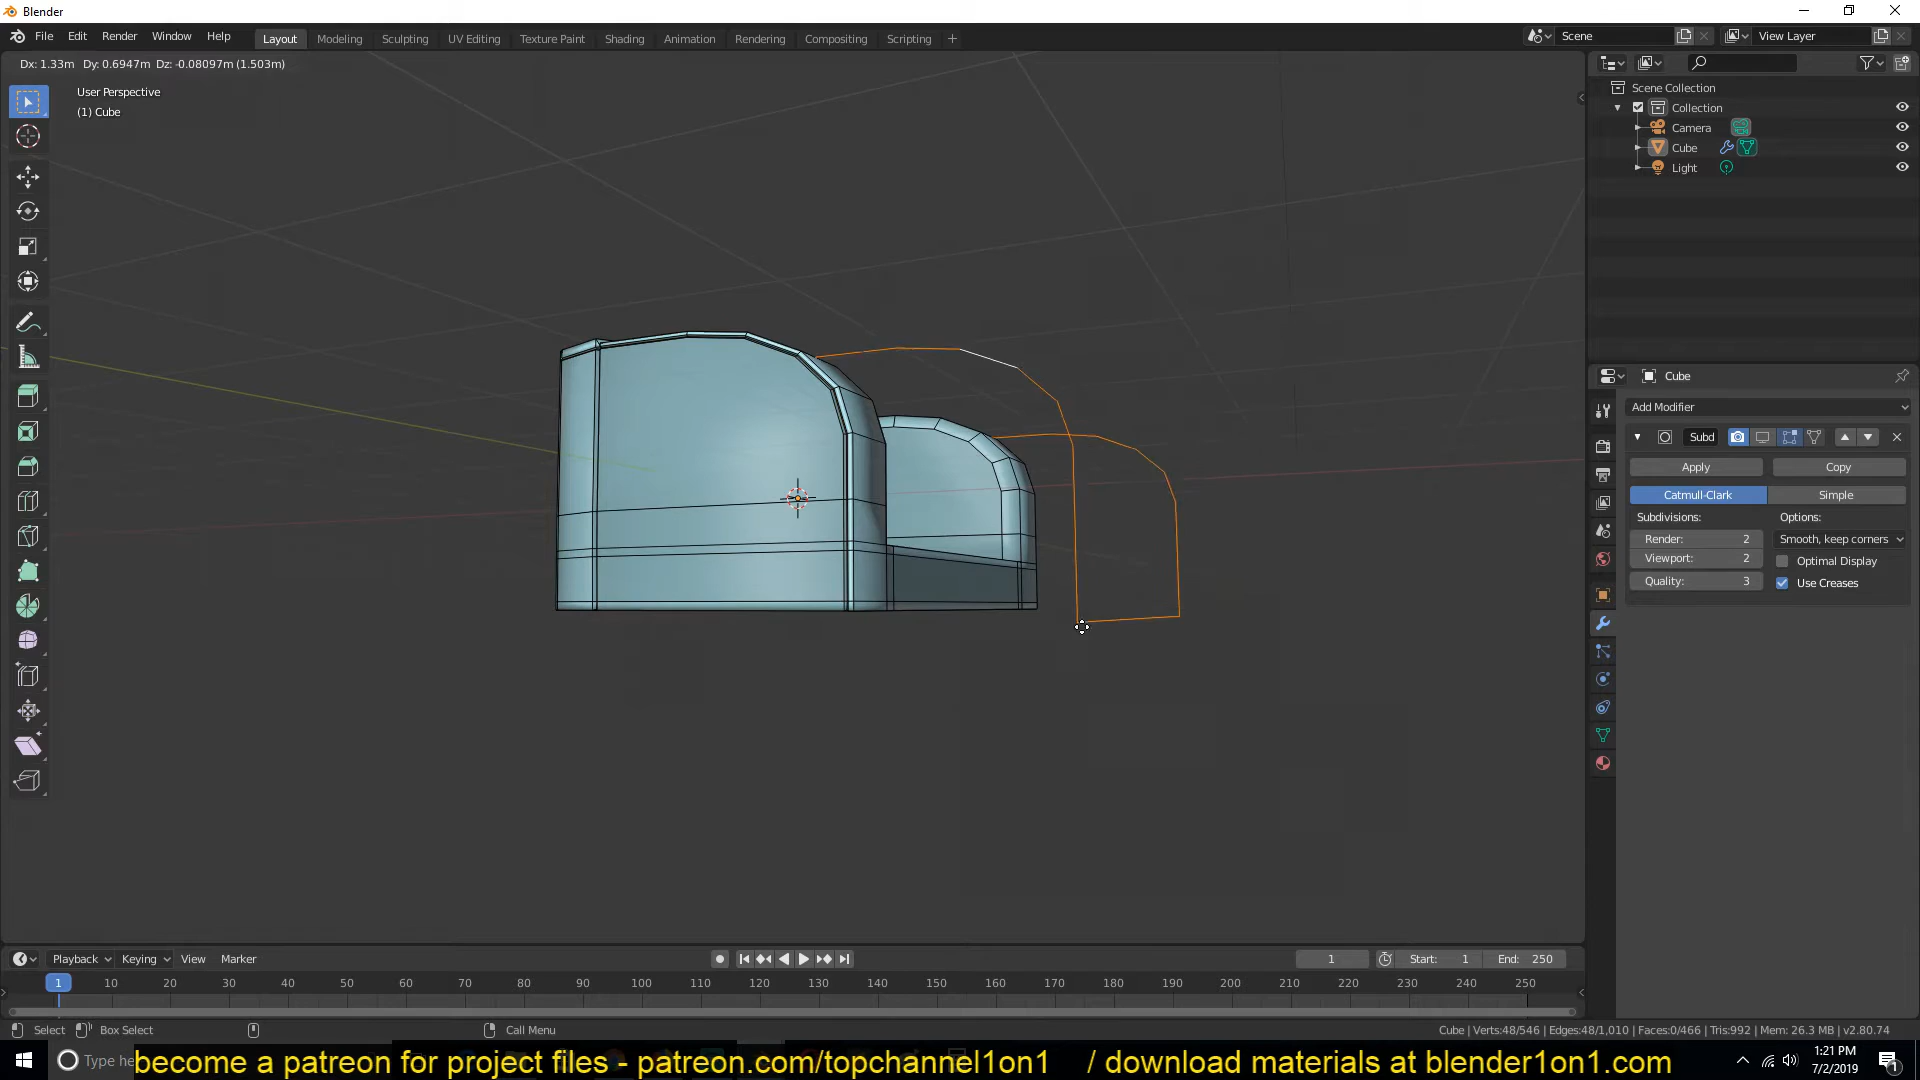 Blender
File Edit Render Window Help
Layout Modeling Sculpting UV Editing Texture Paint Shading Animation Rendering Compositing Scripting +
Scene
View Layer
Dx: 1.33m Dy: 0.6947m Dz: -0.08097m (1.503m)
User Perspective
(1) Cube
Scene Collection
Collection
Camera
Cube
Light
Cube
Add Modifier
Subd
Apply Copy
Catmull-Clark Simple
Subdivisions: Options:
Render: 2 Smooth, keep corners
Viewport: 2 Optimal Display
Quality: 3 Use Creases
Playback Keying View Marker
1 Start: 1 End: 250
1 10 20 30 40 50 60 70 80 90 100 110 120 130 140 150 160 170 180 190 200 210 220 230 240 250
Select Box Select Call Menu
Cube | Verts:48/546 | Edges:48/1,010 | Faces:0/466 | Tris:992 | Mem: 26.3 MB | v2.80.74
Type he
become a patreon for project files - patreon.com/topchannel1on1 / download materials at blender1on1.com
1:21 PM
7/2/2019
1